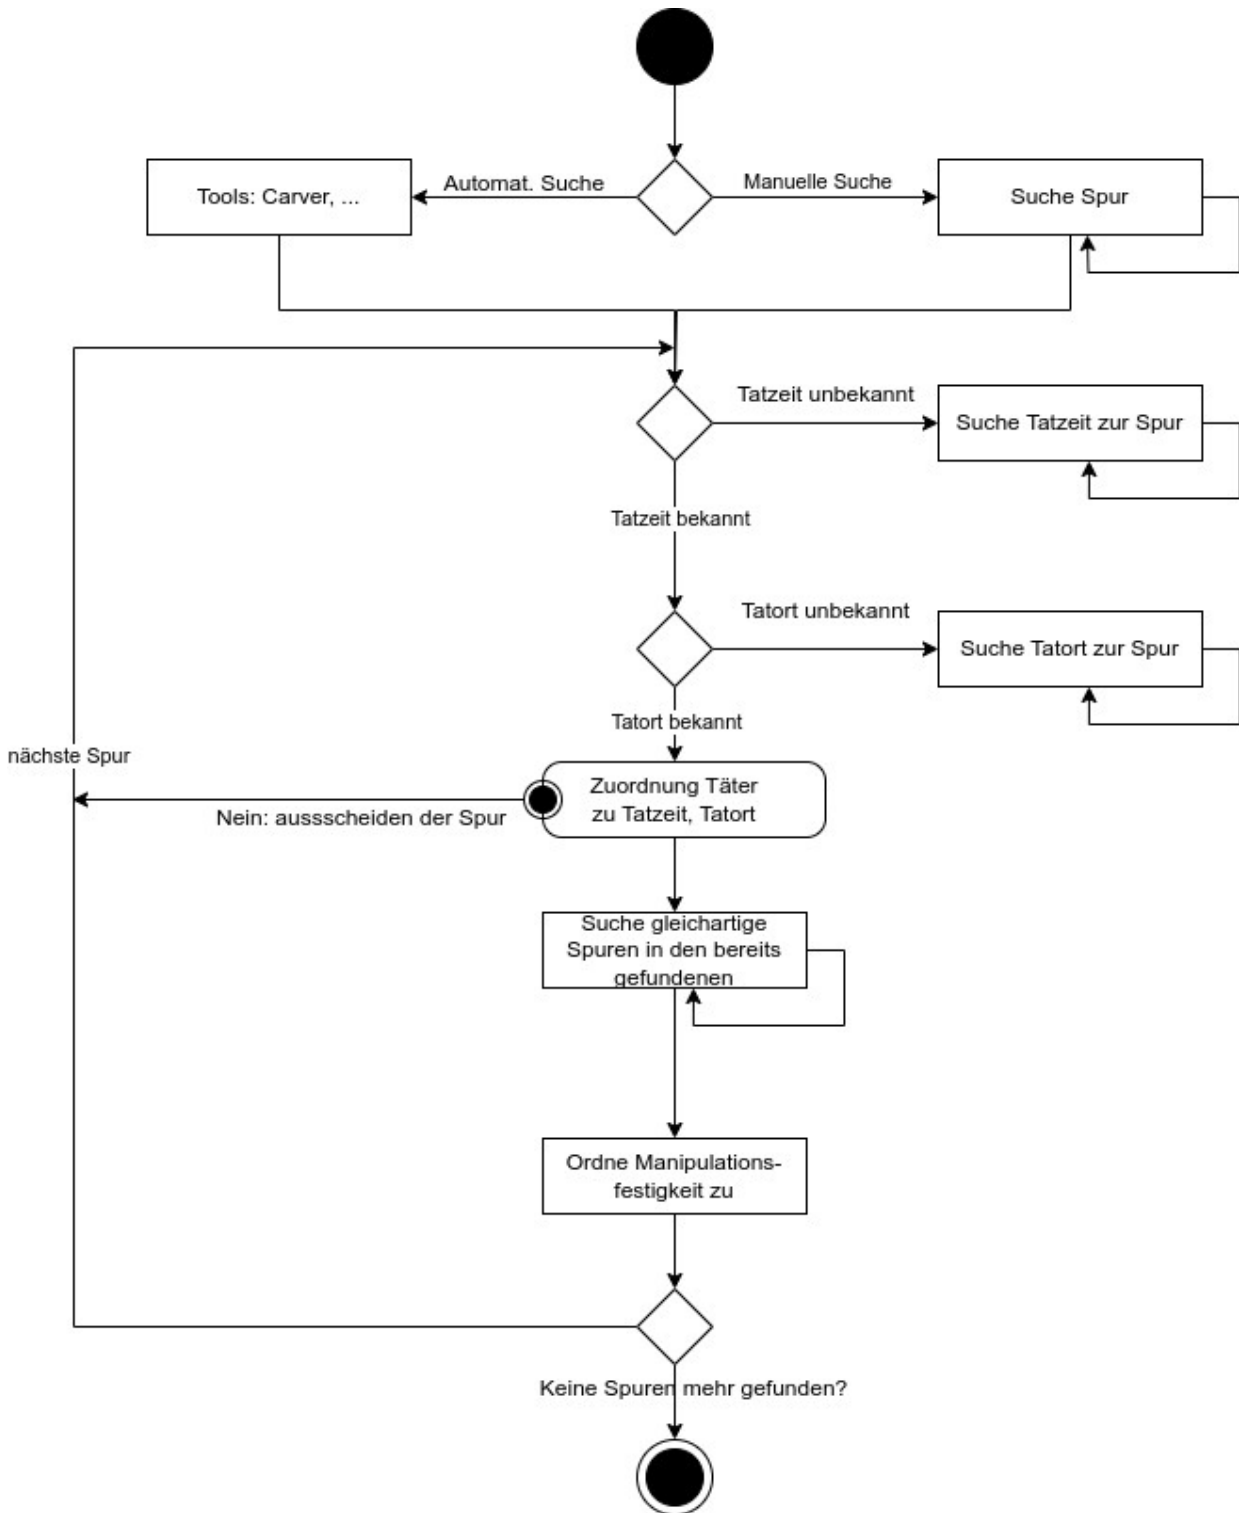 Tools: Carver, ...
Automat. Suche
Manuelle Suche
Suche Spur
Tatzeit unbekannt
Suche Tatzeit zur Spur
Tatzeit bekannt
Tatort unbekannt
Suche Tatort zur Spur
Tatort bekannt
nächste Spur
Zuordnung Täter
zu Tatzeit, Tatort
Nein: aussscheiden der Spur
Suche gleichartige
Spuren in den bereits
gefundenen
Ordne Manipulations-
festigkeit zu
Keine Spuren mehr gefunden?